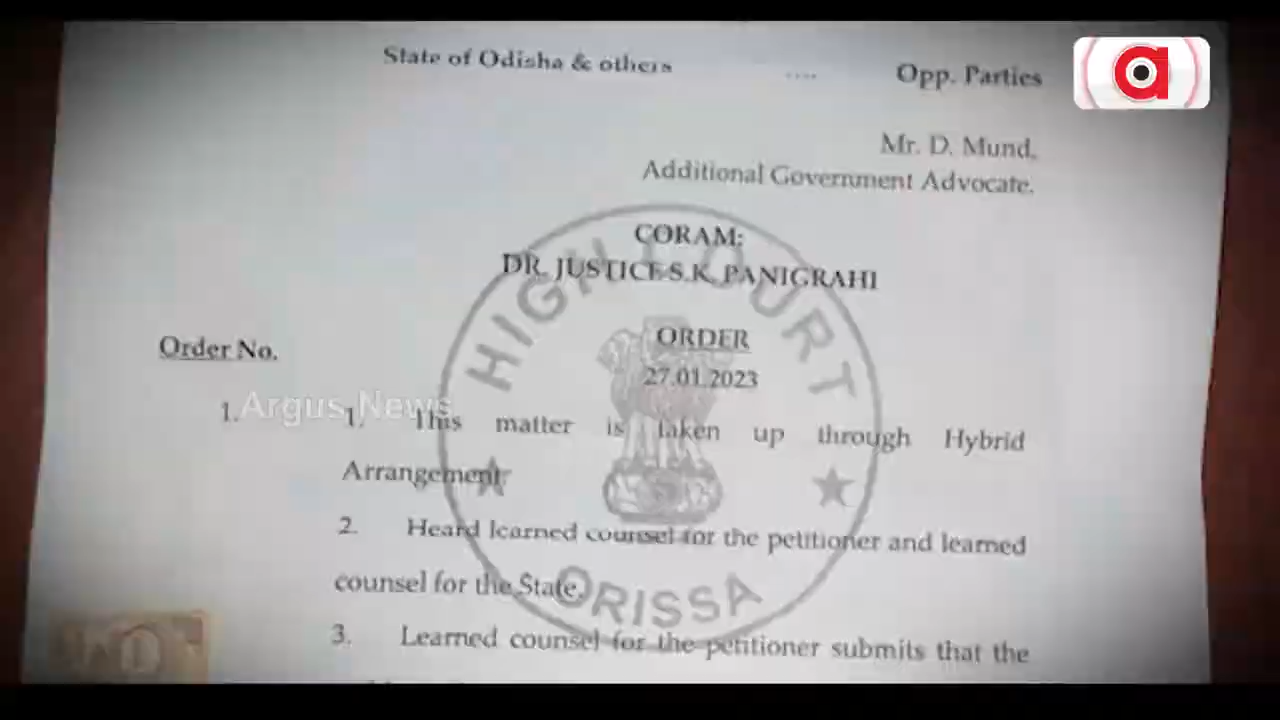 State of Odisha & others .... Opp. Parties
a
Mr. D. Mund,
Additional Government Advocate.
CORAM:
DR. JUSTICE S.K. PANIGRAHI
HIGH COURT
ORISSA
ORDER
Order No.
27.01.2023
Argus News
1. 1. This matter is taken up through Hybrid
Arrangement.
2. Heard learned counsel for the petitioner and learned
counsel for the State.
3. Learned counsel for the petitioner submits that the